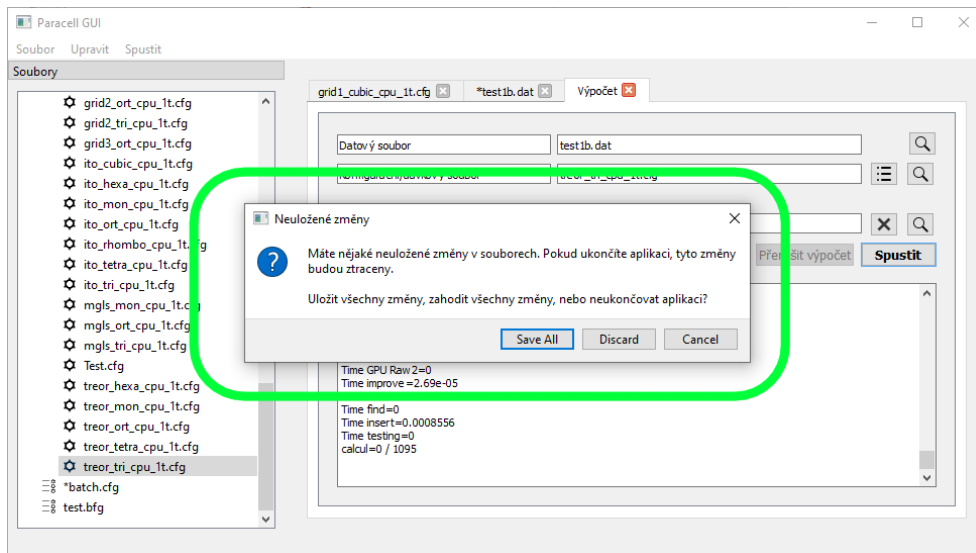 Paracell GUI
Soubor Upravit Spustit
Soubory
grid2_ort_cpu_1t.cfg
grid2_tri_cpu_1t.cfg
grid3_ort_cpu_1t.cfg
ito_cubic_cpu_1t.cfg
ito_hexa_cpu_1t.cfg
ito_mon_cpu_1t.cfg
ito_ort_cpu_1t.cfg
ito_rhombo_cpu_1t.cfg
ito_tetra_cpu_1t.cfg
ito_tri_cpu_1t.cfg
mgls_mon_cpu_1t.cfg
mgls_ort_cpu_1t.cfg
mgls_tri_cpu_1t.cfg
Test.cfg
treor_hexa_cpu_1t.cfg
treor_mon_cpu_1t.cfg
treor_ort_cpu_1t.cfg
treor_tetra_cpu_1t.cfg
treor_tri_cpu_1t.cfg
*batch.cfg
test.bfg
grid1_cubic_cpu_1t.cfg *test1b.dat Výpočet
Datový soubor test1b.dat
soubor treor_tri_cpu_1t.cfg
výpočet Spustit
Neuložené změny
Máte nějaké neuložené změny v souborech. Pokud ukončíte aplikaci, tyto změny
budou ztraceny.
Uložit všechny změny, zahodit všechny změny, nebo neukončovat aplikaci?
Save All Discard Cancel
Time GPU Raw2=0
Time improve =2.69e-05
Time find=0
Time insert=0.0008556
Time testing=0
calcul=0 / 1095